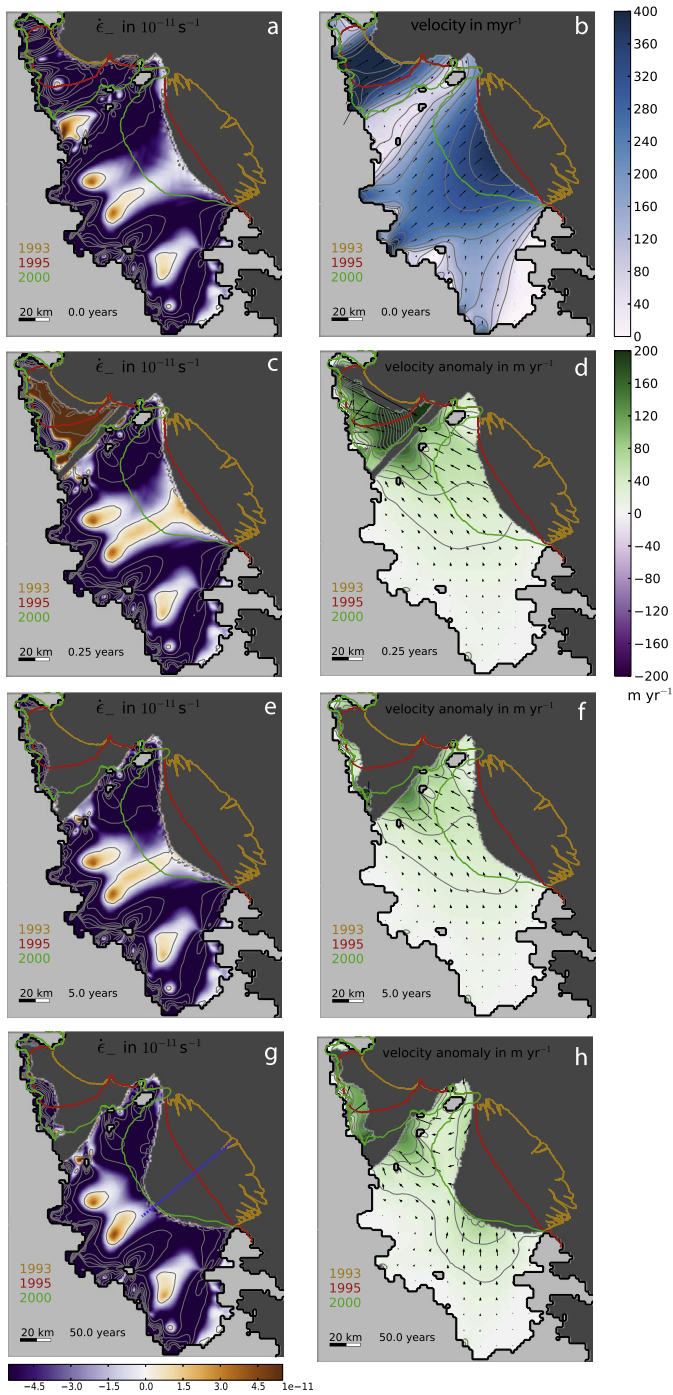 ϵ̇₋ in 10⁻¹¹ s⁻¹
a
1993
1995
2000
20 km 0.0 years
velocity in myr⁻¹
b
1993
1995
2000
20 km 0.0 years
400
360
320
280
240
200
160
120
80
40
0
ϵ̇₋ in 10⁻¹¹ s⁻¹
c
1993
1995
2000
20 km 0.25 years
velocity anomaly in m yr⁻¹
d
1993
1995
2000
20 km 0.25 years
200
160
120
80
40
0
−40
−80
−120
−160
−200
m yr⁻¹
ϵ̇₋ in 10⁻¹¹ s⁻¹
e
1993
1995
2000
20 km 5.0 years
velocity anomaly in m yr⁻¹
f
1993
1995
2000
20 km 5.0 years
ϵ̇₋ in 10⁻¹¹ s⁻¹
g
1993
1995
2000
20 km 50.0 years
velocity anomaly in m yr⁻¹
h
1993
1995
2000
20 km 50.0 years
−4.5 −3.0 −1.5 0.0 1.5 3.0 4.5 1e−11